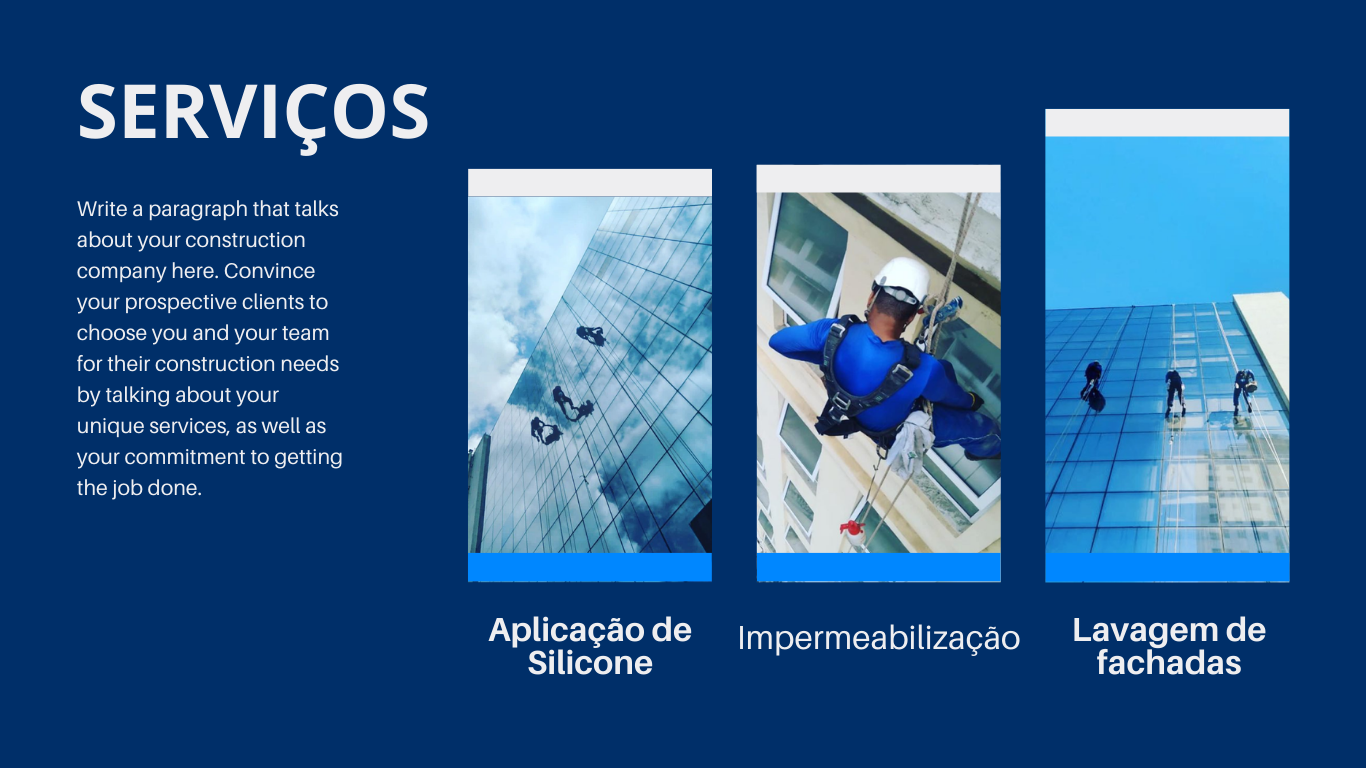 SERVIÇOS
Write a paragraph that talks
about your construction
company here. Convince
your prospective clients to
choose you and your team
for their construction needs
by talking about your
unique services, as well as
your commitment to getting
the job done.
Aplicação de
Silicone
Impermeabilização
Lavagem de
fachadas